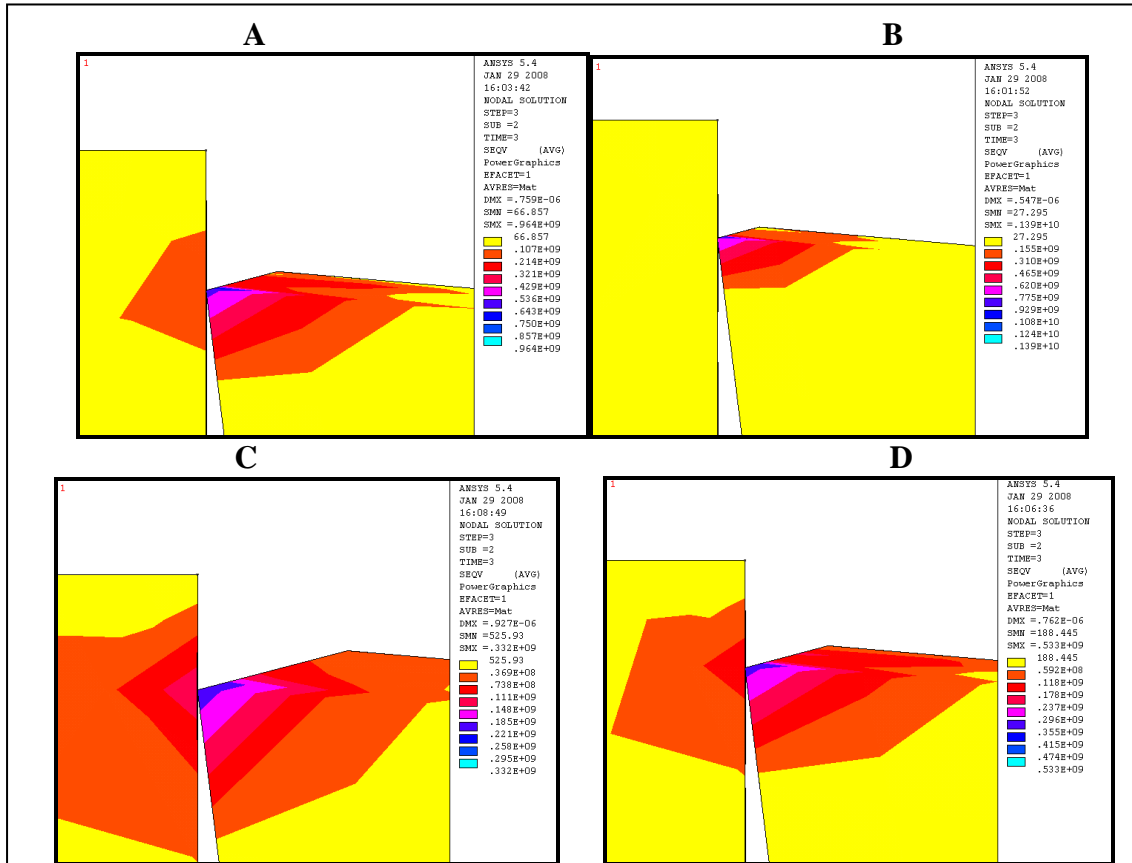 A
1
ANSYS 5.4
JAN 29 2008
16:03:42
NODAL SOLUTION
STEP=3
SUB =2
TIME=3
SEQV (AVG)
PowerGraphics
EFACET=1
AVRES=Mat
DMX =.759E-06
SMN =66.857
SMX =.964E+09
66.857
.107E+09
.214E+09
.321E+09
.429E+09
.536E+09
.643E+09
.750E+09
.857E+09
.964E+09
B
1
ANSYS 5.4
JAN 29 2008
16:01:52
NODAL SOLUTION
STEP=3
SUB =2
TIME=3
SEQV (AVG)
PowerGraphics
EFACET=1
AVRES=Mat
DMX =.547E-06
SMN =27.295
SMX =.139E+10
27.295
.155E+09
.310E+09
.465E+09
.620E+09
.775E+09
.929E+09
.108E+10
.124E+10
.139E+10
C
1
ANSYS 5.4
JAN 29 2008
16:08:49
NODAL SOLUTION
STEP=3
SUB =2
TIME=3
SEQV (AVG)
PowerGraphics
EFACET=1
AVRES=Mat
DMX =.927E-06
SMN =525.93
SMX =.332E+09
525.93
.369E+08
.738E+08
.111E+09
.148E+09
.185E+09
.221E+09
.258E+09
.295E+09
.332E+09
D
1
ANSYS 5.4
JAN 29 2008
16:06:36
NODAL SOLUTION
STEP=3
SUB =2
TIME=3
SEQV (AVG)
PowerGraphics
EFACET=1
AVRES=Mat
DMX =.762E-06
SMN =188.445
SMX =.533E+09
188.445
.592E+08
.118E+09
.178E+09
.237E+09
.296E+09
.355E+09
.415E+09
.474E+09
.533E+09